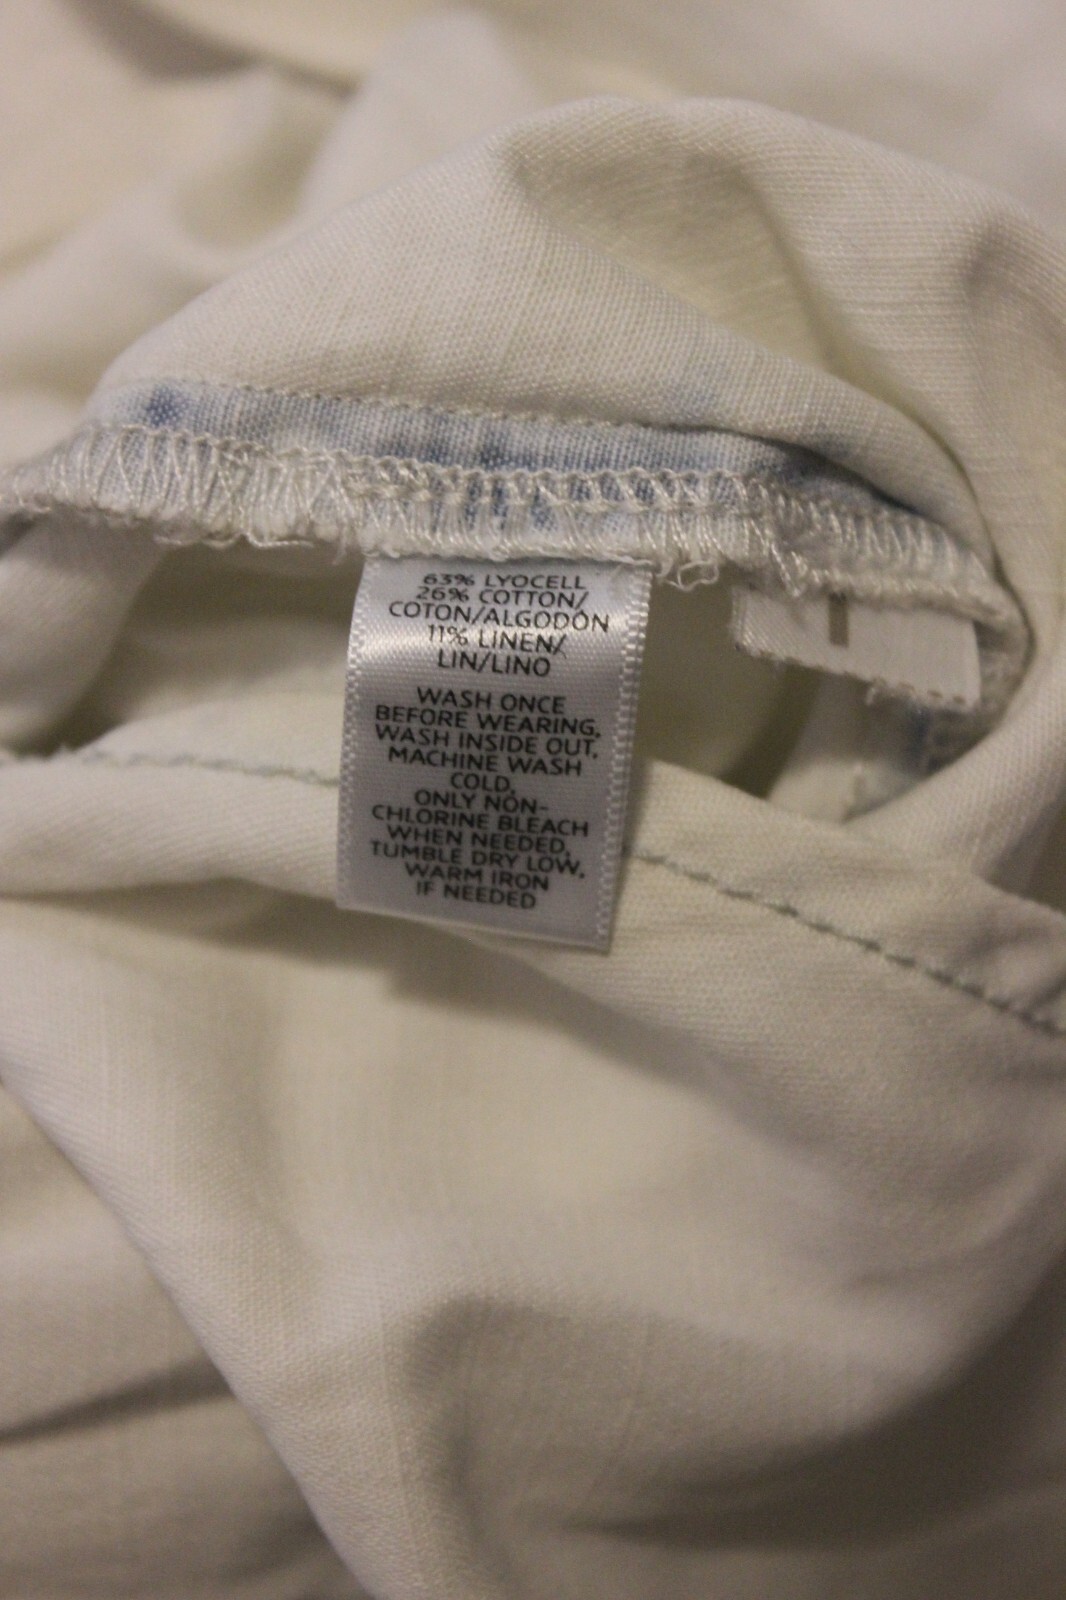 63% LYOCELL
26% COTTON/
COTON/ALGODÓN
11% LINEN/
LIN/LINO
WASH ONCE
BEFORE WEARING,
WASH INSIDE OUT,
MACHINE WASH
COLD,
ONLY NON-
CHLORINE BLEACH
WHEN NEEDED,
TUMBLE DRY LOW,
WARM IRON
IF NEEDED